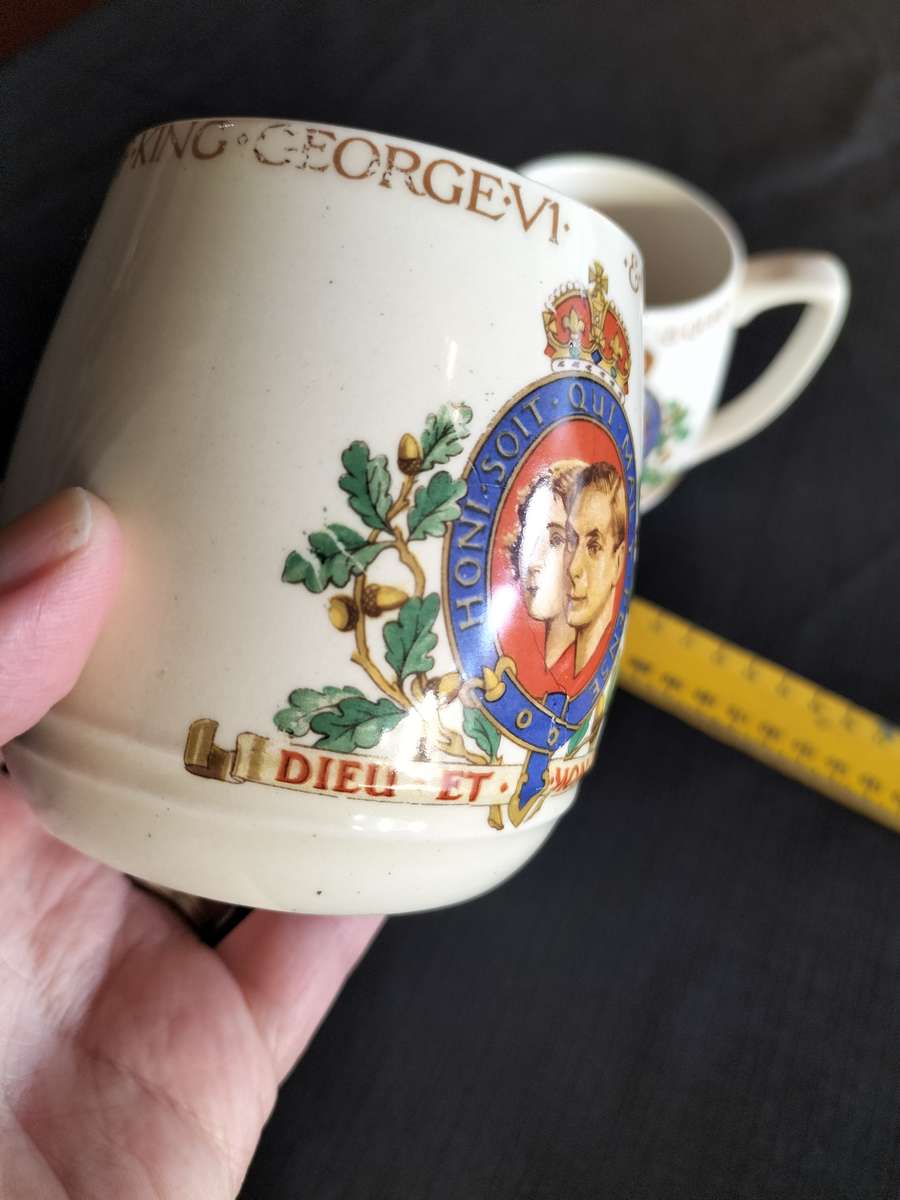 KING · GEORGE · VI · &
HONI · SOIT · QUI · MAL
DIEU · ET ·